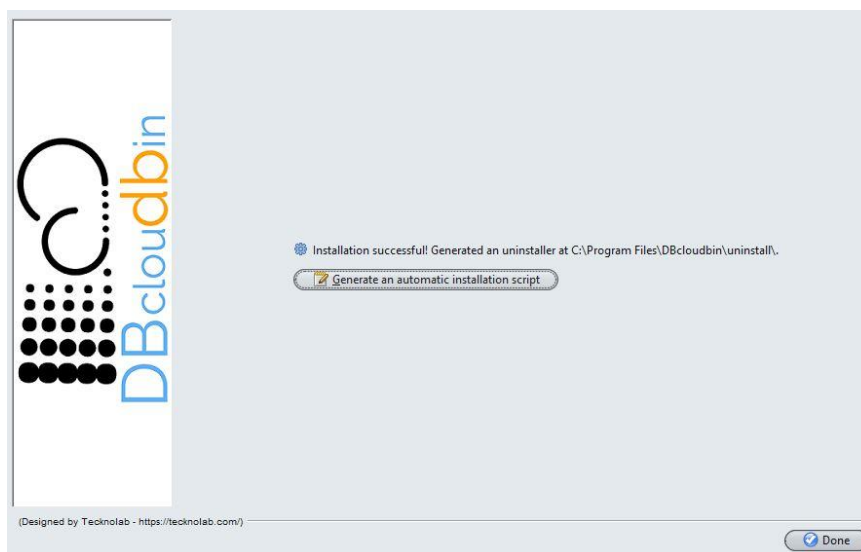 DBcloudbin
Installation successful! Generated an uninstaller at C:\Program Files\DBcloudbin\uninstall\.
Generate an automatic installation script
(Designed by Tecknolab - https://tecknolab.com/)
Done